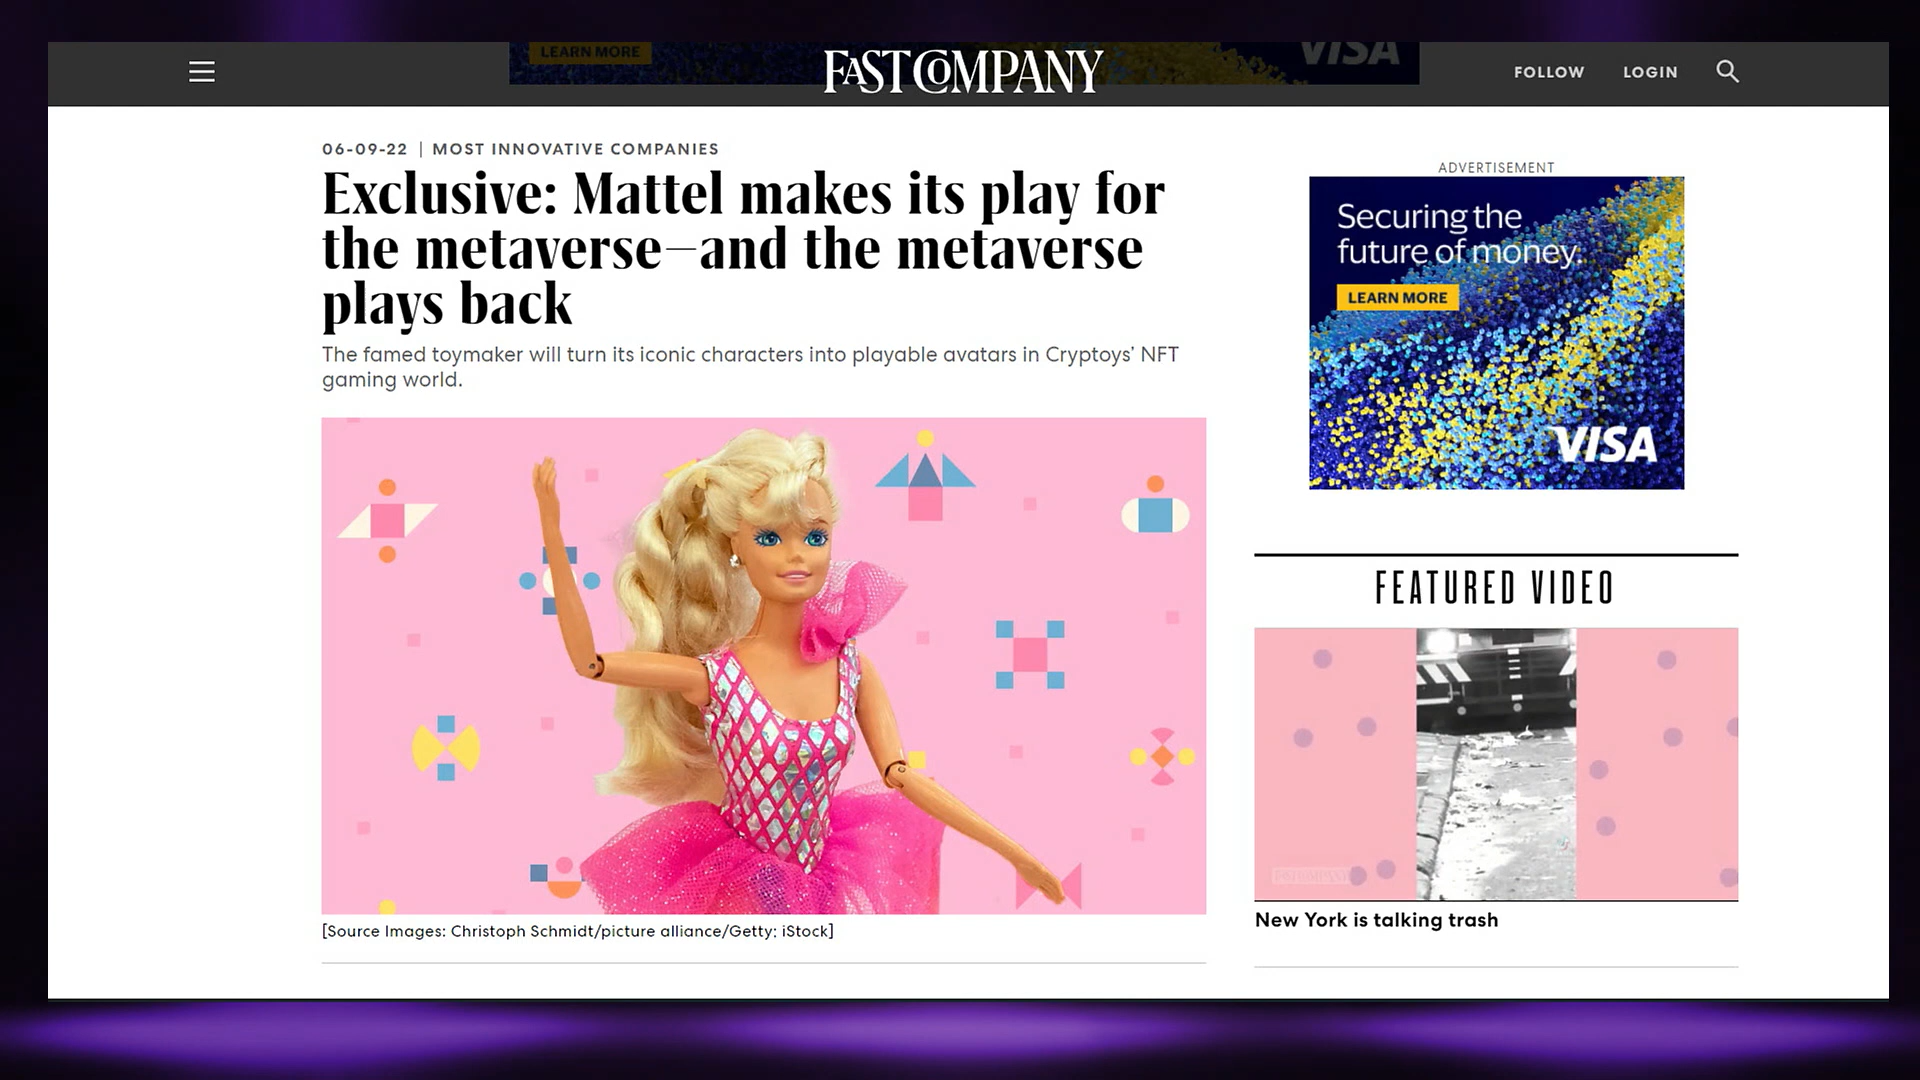 LEARN MORE
VISA
FAST COMPANY
FOLLOW
LOGIN
06-09-22 | MOST INNOVATIVE COMPANIES
Exclusive: Mattel makes its play for
the metaverse—and the metaverse
plays back
The famed toymaker will turn its iconic characters into playable avatars in Cryptoys' NFT
gaming world.
[Source Images: Christoph Schmidt/picture alliance/Getty; iStock]
ADVERTISEMENT
Securing the
future of money.
LEARN MORE
VISA
FEATURED VIDEO
FAST COMPANY
New York is talking trash